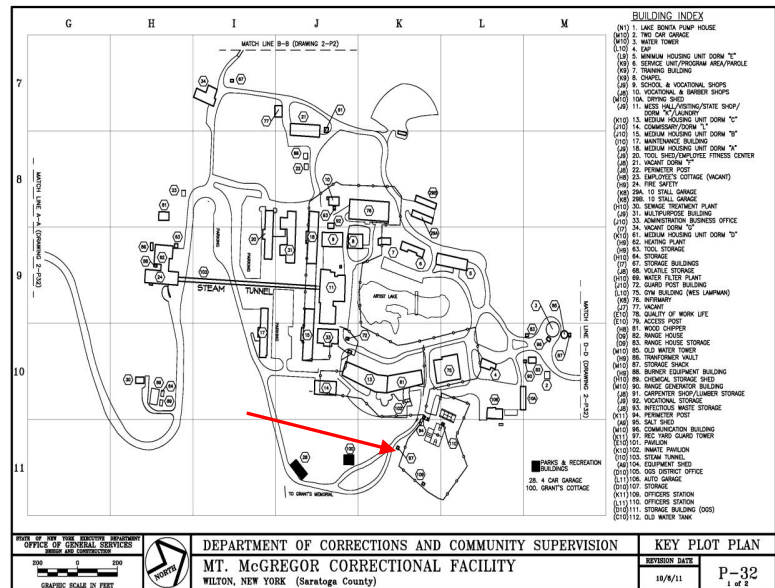 G H I J K L M
MATCH LINE B-B (DRAWING 2-P2)
7
8
9
10
11
MATCH LINE A-A (DRAWING 2-P32)
MATCH LINE D-D (DRAWING 2-P33)
PARKING
PARKING
PARKING
STEAM TUNNEL
ARTIST LAKE
TO GRANT'S MEMORIAL
PARKS & RECREATION
BUILDINGS
28. 4 CAR GARAGE
100. GRANT'S COTTAGE
BUILDING INDEX
(N1) 1. LAKE BONITA PUMP HOUSE
(M10) 2. TWO CAR GARAGE
(M10) 3. WATER TOWER
(L10) 4. EAP
(L9) 5. MINIMUM HOUSING UNIT DORM "E"
(K9) 6. SERVICE UNIT/PROGRAM AREA/PAROLE
(K9) 7. TRAINING BUILDING
(K9) 8. CHAPEL
(J9) 9. SCHOOL & VOCATIONAL SHOPS
(J8) 10. VOCATIONAL & BARBER SHOPS
(M10) 10A. DRYING SHED
(J9) 11. MESS HALL/VISITING/STATE SHOP/
DORM "K"/LAUNDRY
(K10) 13. MEDIUM HOUSING UNIT DORM "C"
(J10) 14. COMMISSARY/DORM "L"
(J10) 15. MEDIUM HOUSING UNIT DORM "B"
(I10) 17. MAINTENANCE BUILDING
(J9) 18. MEDIUM HOUSING UNIT DORM "A"
(J9) 20. TOOL SHED/EMPLOYEE FITNESS CENTER
(J8) 21. VACANT DORM "F"
(J8) 22. PERIMETER POST
(H8) 23. EMPLOYEE'S COTTAGE (VACANT)
(H9) 24. FIRE SAFETY
(K8) 29A. 10 STALL GARAGE
(K8) 29B. 10 STALL GARAGE
(H10) 30. SEWAGE TREATMENT PLANT
(J9) 31. MULTIPURPOSE BUILDING
(J10) 33. ADMINISTRATION BUSINESS OFFICE
(I7) 34. VACANT DORM "G"
(K10) 61. MEDIUM HOUSING UNIT DORM "D"
(H9) 62. HEATING PLANT
(H9) 63. TOOL STORAGE
(H10) 64. STORAGE
(I7) 67. STORAGE BUILDINGS
(J8) 68. VOLATILE STORAGE
(H10) 69. WATER FILTER PLANT
(J10) 72. GUARD POST BUILDING
(L10) 75. GYM BUILDING (WES LAMPMAN)
(K8) 76. INFIRMARY
(J7) 77. VACANT
(E10) 78. QUALITY OF WORK LIFE
(E10) 79. ACCESS POST
(H8) 81. WOOD CHIPPER
(D9) 82. RANGE HOUSE
(D9) 83. RANGE HOUSE STORAGE
(M10) 85. OLD WATER TOWER
(H9) 86. TRANFORMER VAULT
(M10) 87. STORAGE SHACK
(H9) 88. BURNER EQUIPMENT BUILDING
(H10) 89. CHEMICAL STORAGE SHED
(M10) 90. RANGE GENERATOR BUILDING
(J8) 91. CARPENTER SHOP/LUMBER STORAGE
(J9) 92. VOCATIONAL STORAGE
(J8) 93. INFECTIOUS WASTE STORAGE
(K11) 94. PERIMETER POST
(A9) 95. SALT SHED
(M10) 96. COMMUNICATION BUILDING
(K11) 97. REC YARD GUARD TOWER
(E10) 101. PAVILION
(K10) 102. INMATE PAVILION
(I10) 103. STEAM TUNNEL
(A9) 104. EQUIPMENT SHED
(D10) 105. OGS DISTRICT OFFICE
(L11) 106. AUTO GARAGE
(D10) 107. STORAGE
(K11) 109. OFFICERS STATION
(L11) 110. OFFICERS STATION
(D10) 111. STORAGE BUILDING (OGS)
(C10) 112. OLD WATER TANK
STATE OF NEW YORK EXECUTIVE DEPARTMENT
OFFICE OF GENERAL SERVICES
DESIGN AND CONSTRUCTION
200 0 200
GRAPHIC SCALE IN FEET
NORTH
DEPARTMENT OF CORRECTIONS AND COMMUNITY SUPERVISION
MT. McGREGOR CORRECTIONAL FACILITY
WILTON, NEW YORK (Saratoga County)
KEY PLOT PLAN
REVISION DATE
10/6/11
P-32
1 of 2